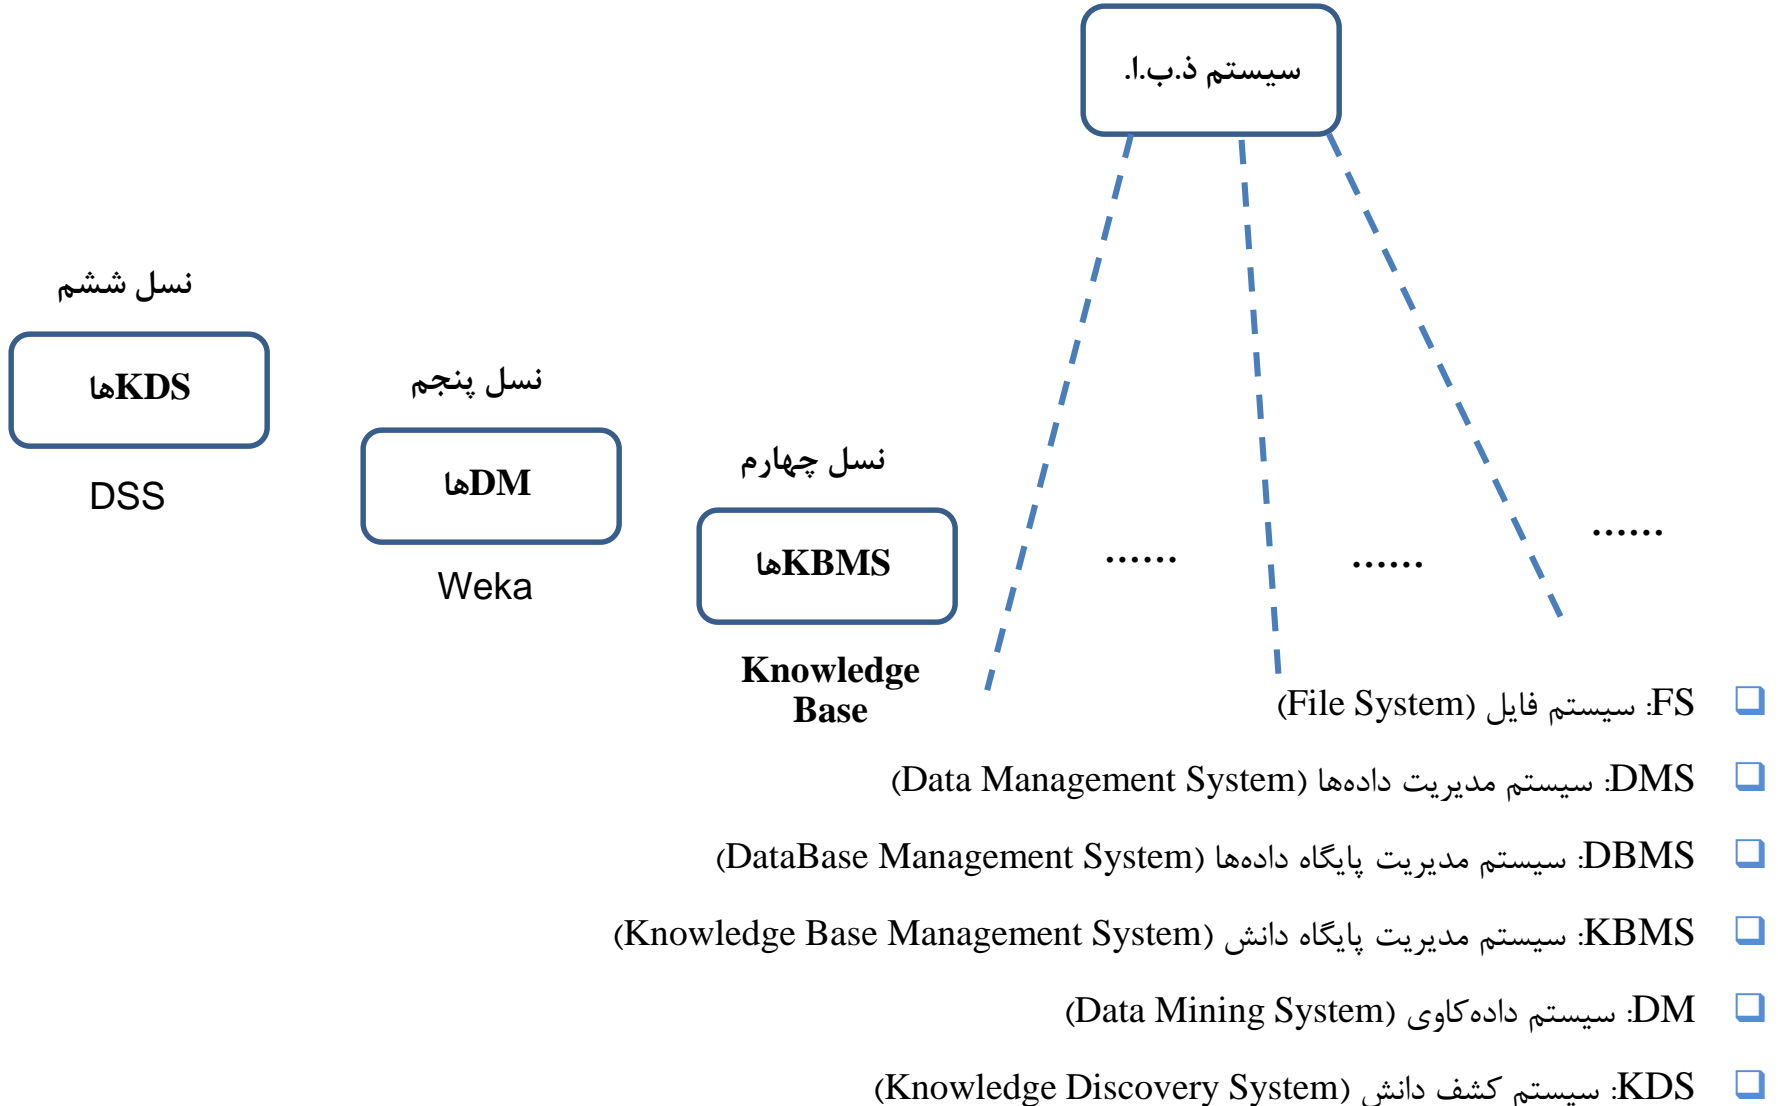 سیستم ذ.ب.ا.
نسل ششم
KDSها
DSS
نسل پنجم
DMها
Weka
نسل چهارم
KBMSها
Knowledge
Base
......
......
......
FS: سیستم فایل (File System)
DMS: سیستم مدیریت داده‌ها (Data Management System)
DBMS: سیستم مدیریت پایگاه داده‌ها (DataBase Management System)
KBMS: سیستم مدیریت پایگاه دانش (Knowledge Base Management System)
DM: سیستم داده‌کاوی (Data Mining System)
KDS: سیستم کشف دانش (Knowledge Discovery System)